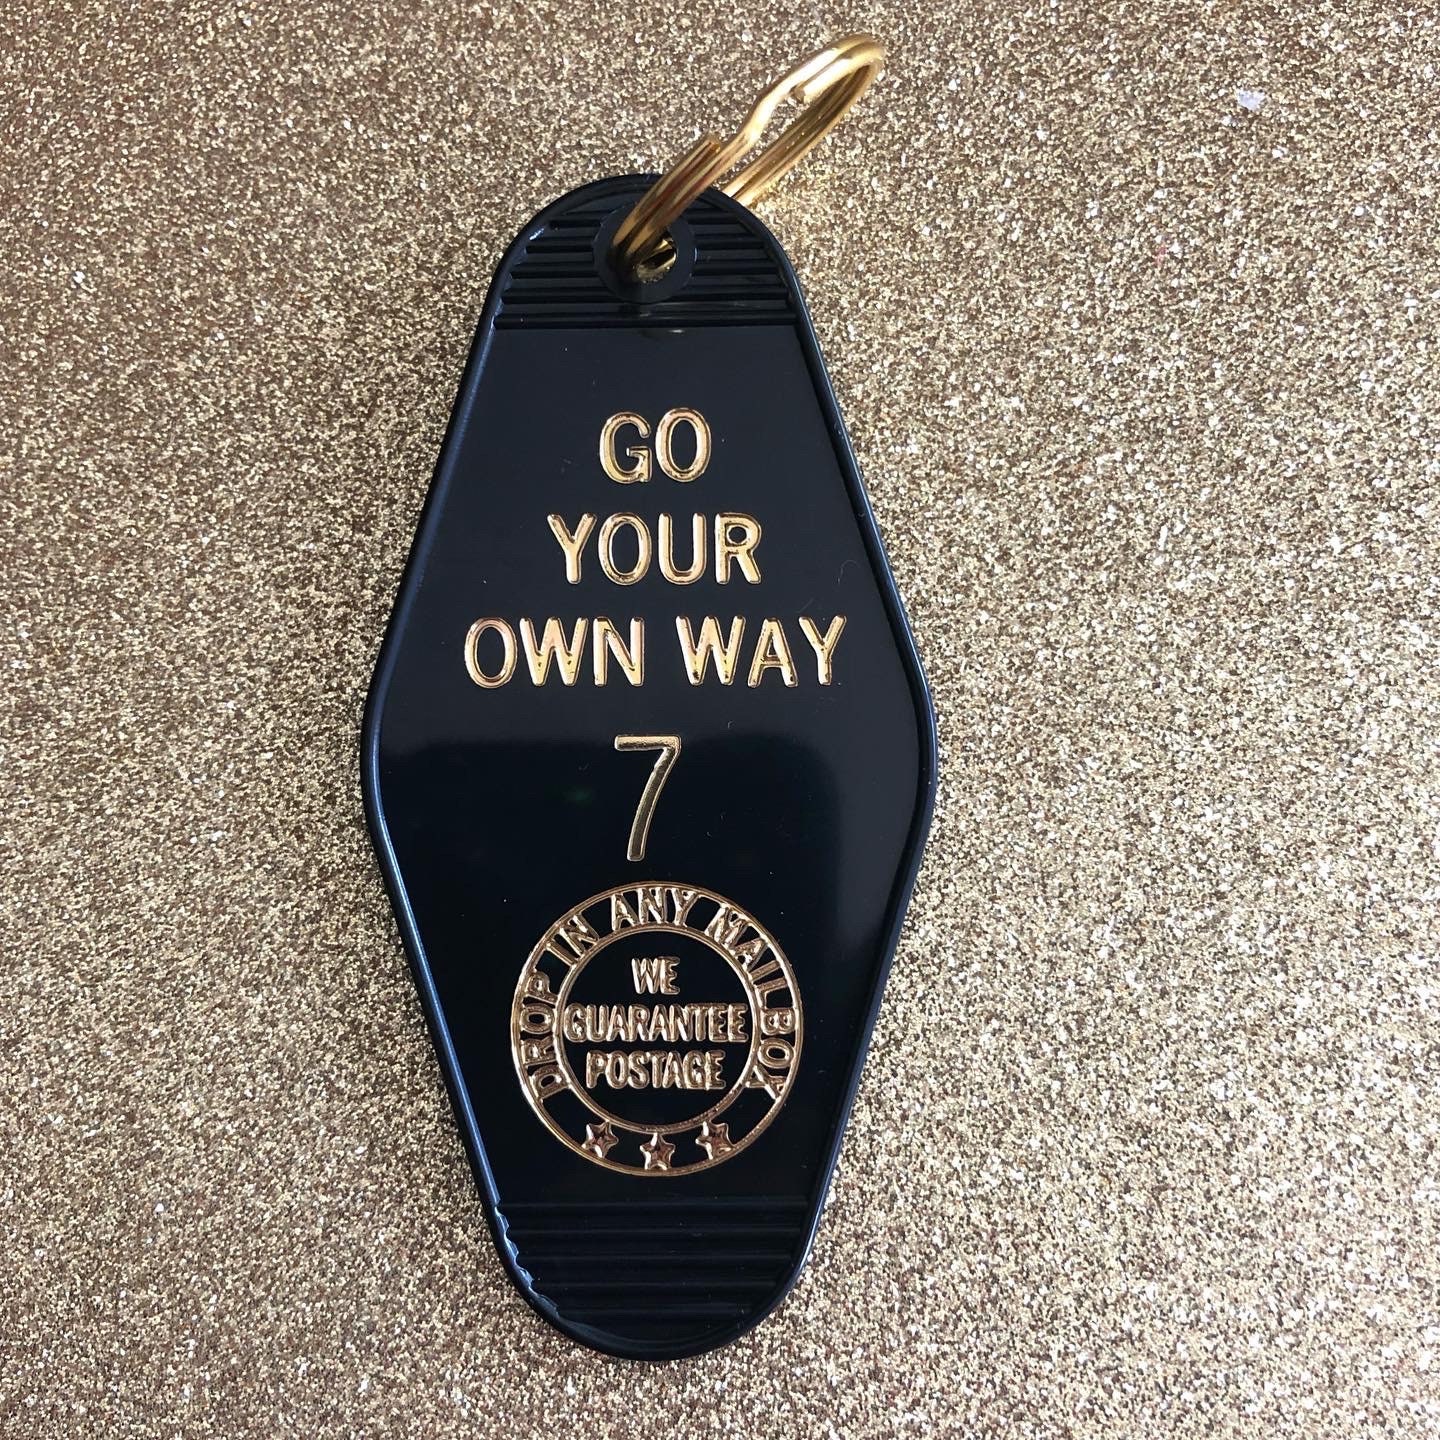 GO
YOUR
OWN WAY
7
DROP IN ANY MAILBOX
WE
GUARANTEE
POSTAGE